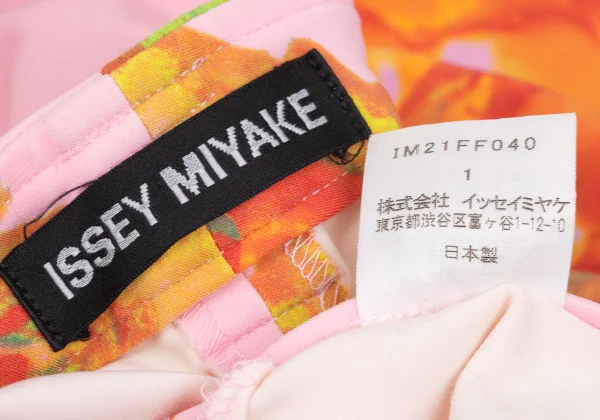 ISSEY MIYAKE
IM21FF040
1
株式会社 イッセイミヤケ
東京都渋谷区富ヶ谷1-12-10
日本製